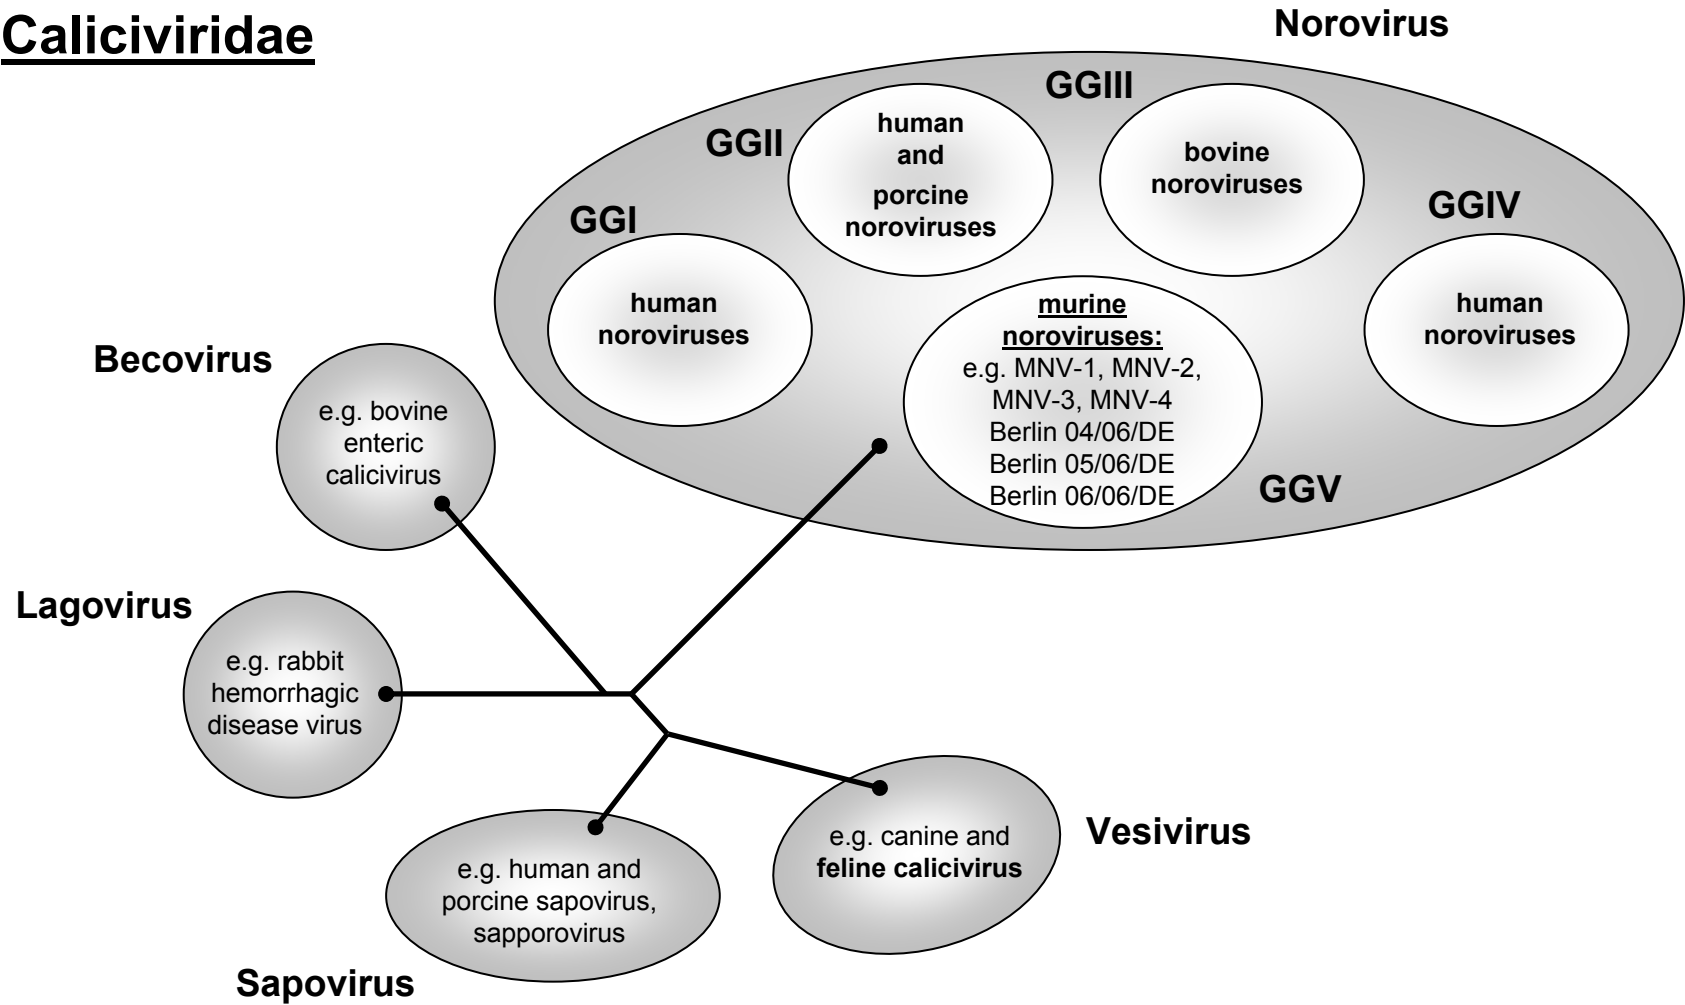 Caliciviridae
Norovirus
GGIII
GGII
human
and
porcine
noroviruses
bovine
noroviruses
GGIV
GGI
human
noroviruses
murine
noroviruses:
e.g. MNV-1, MNV-2,
MNV-3, MNV-4
Berlin 04/06/DE
Berlin 05/06/DE
Berlin 06/06/DE
human
noroviruses
GGV
Becovirus
e.g. bovine
enteric
calicivirus
Lagovirus
e.g. rabbit
hemorrhagic
disease virus
e.g. canine and
feline calicivirus
Vesivirus
e.g. human and
porcine sapovirus,
sapporovirus
Sapovirus